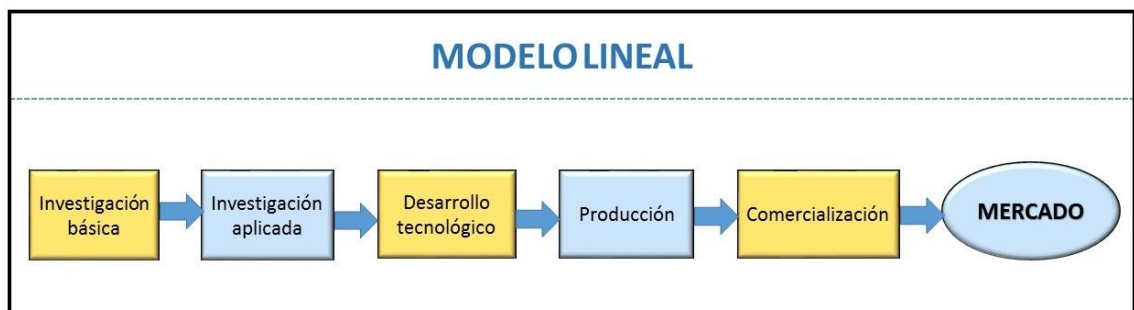 MODELO LINEAL
Investigación
básica
Investigación
aplicada
Desarrollo
tecnológico
Producción
Comercialización
MERCADO